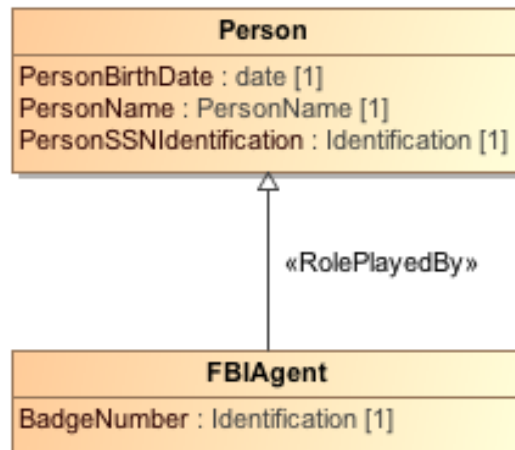 Person
PersonBirthDate : date [1]
PersonName : PersonName [1]
PersonSSNIdentification : Identification [1]
«RolePlayedBy»
FBIAgent
BadgeNumber : Identification [1]